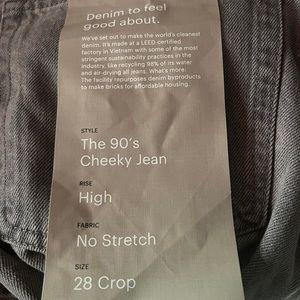 Denim to feel
good about.
We've set out to make the world's cleanest
denim. It's made at a LEED-certified
factory in Vietnam with some of the most
stringent sustainability practices in the
industry, like recycling 98% of its water
and air-drying all jeans. What's more:
The facility repurposes denim byproducts
to make bricks for affordable housing.
STYLE
The 90's
Cheeky Jean
RISE
High
FABRIC
No Stretch
SIZE
28 Crop